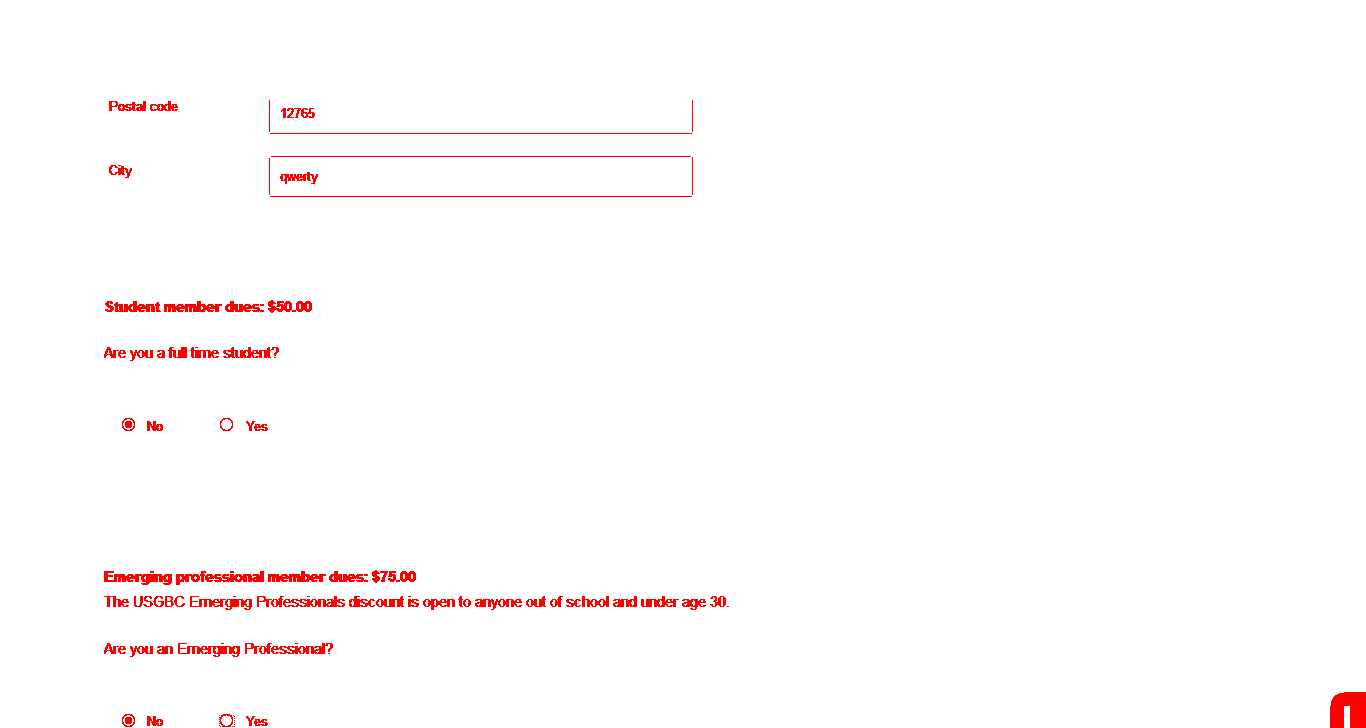 Postal code
12765
City
qwerty
Student member dues: $50.00
Are you a full time student?
No Yes
Emerging professional member dues: $75.00
The USGBC Emerging Professionals discount is open to anyone out of school and under age 30.
Are you an Emerging Professional?
No Yes